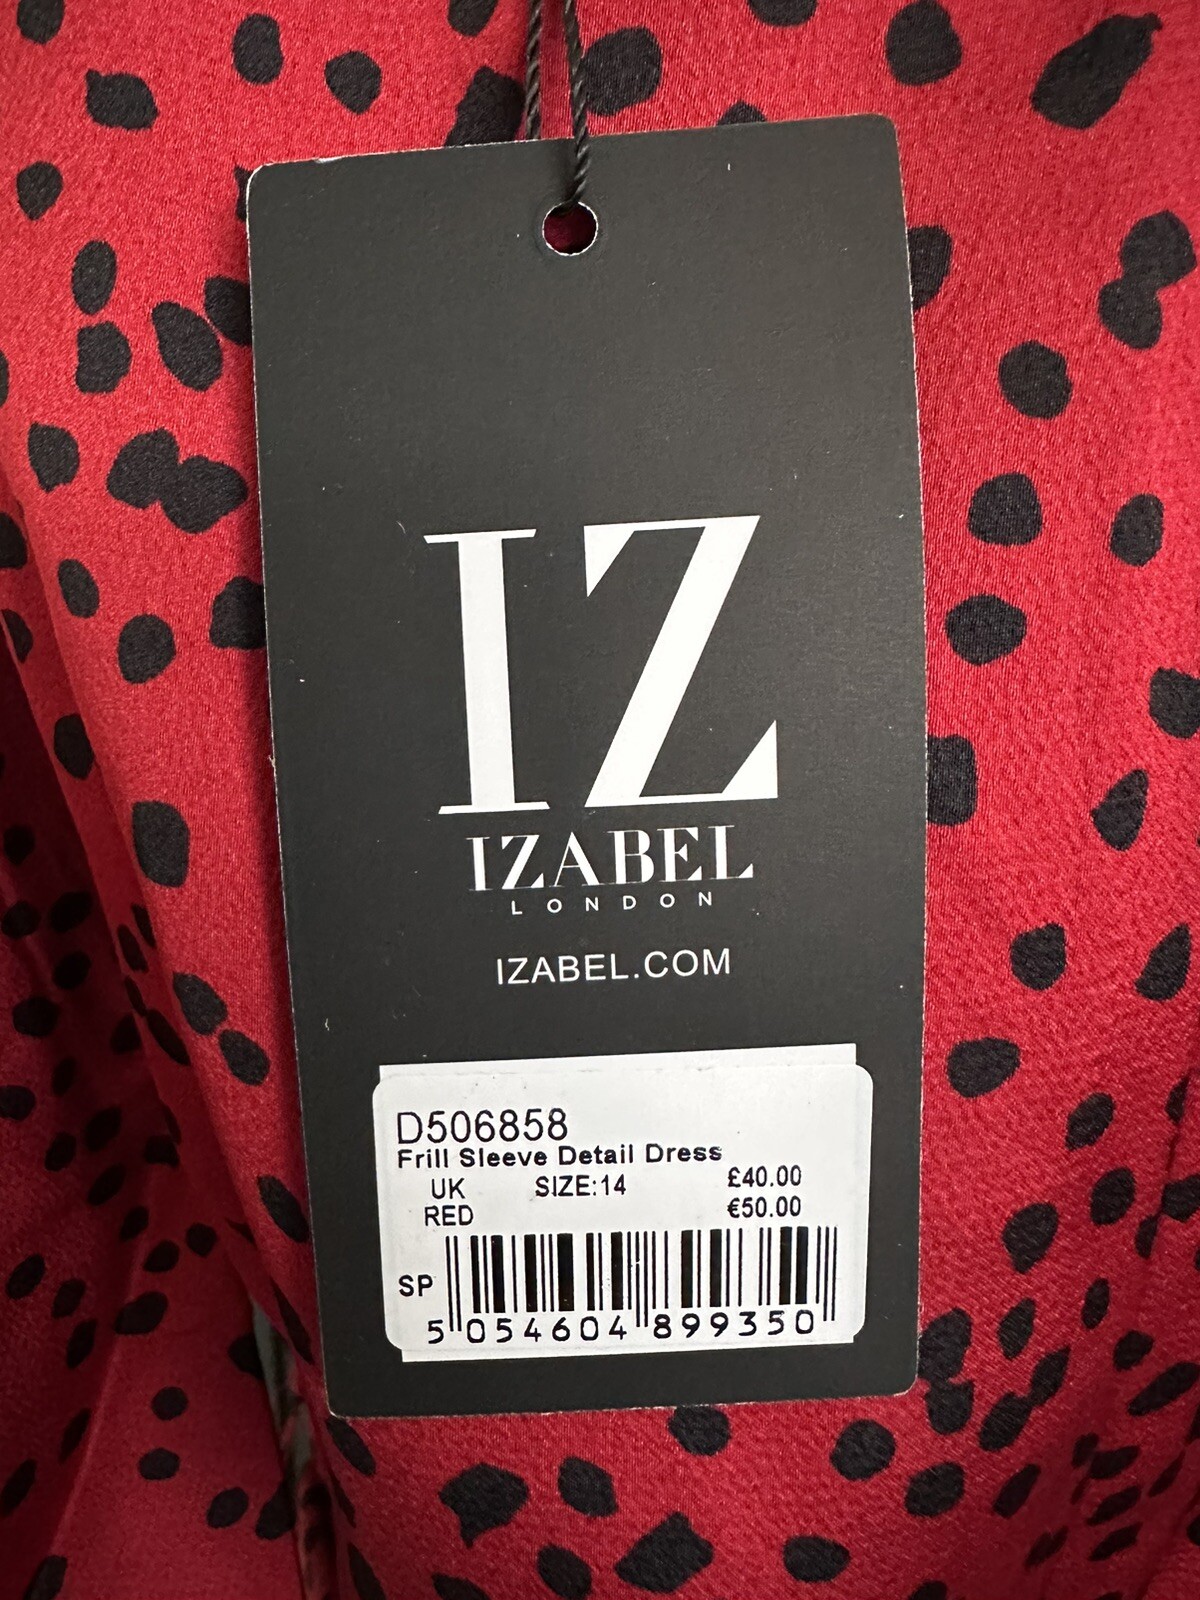 IZ
IZABEL
LONDON
IZABEL.COM
D506858
Frill Sleeve Detail Dress
UK SIZE:14 £40.00
RED €50.00
SP
5 054604 899350